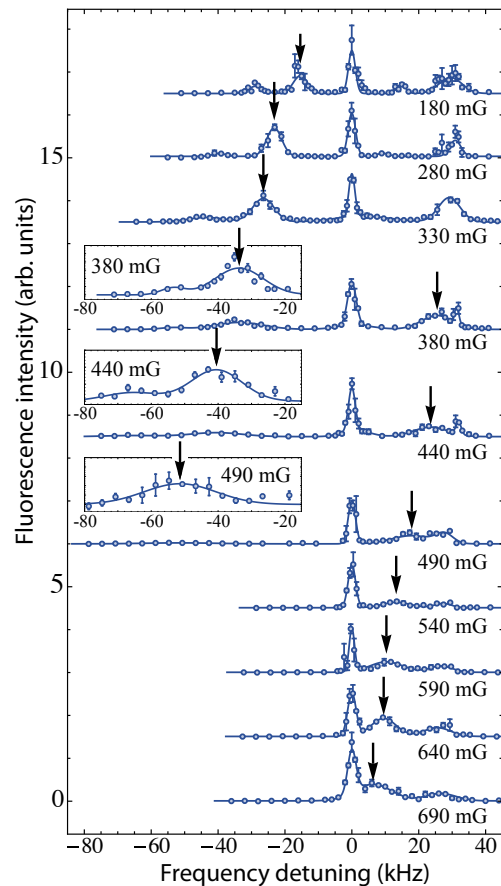 180 mG
15
280 mG
330 mG
380 mG
−80 −60 −40 −20
380 mG
10
440 mG
−80 −60 −40 −20
440 mG
490 mG
−80 −60 −40 −20
490 mG
5
540 mG
590 mG
640 mG
0
690 mG
−80 −60 −40 −20 0 20 40
Frequency detuning (kHz)
Fluorescence intensity (arb. units)